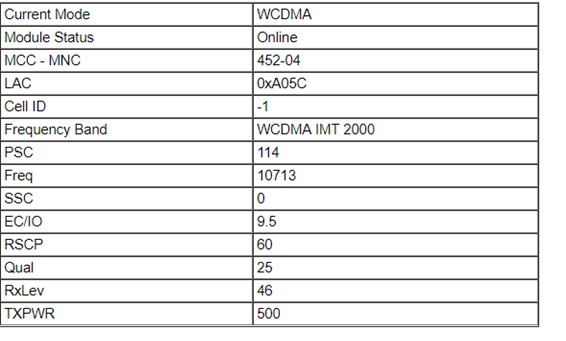 Current Mode WCDMA
Module Status Online
MCC - MNC 452-04
LAC 0xA05C
Cell ID -1
Frequency Band WCDMA IMT 2000
PSC 114
Freq 10713
SSC 0
EC/IO 9.5
RSCP 60
Qual 25
RxLev 46
TXPWR 500